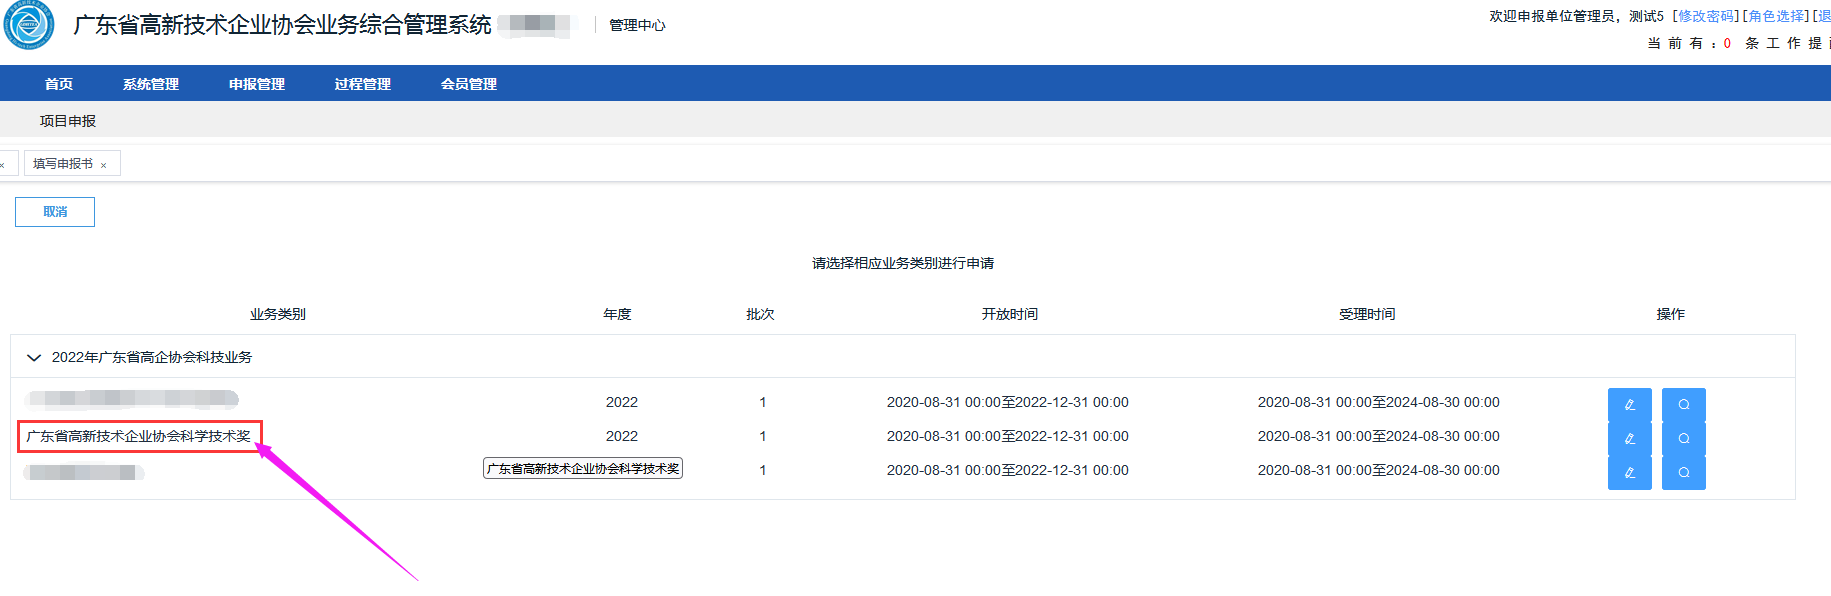 广东省高新技术企业协会业务综合管理系统 管理中心
欢迎申报单位管理员，测试5 [修改密码][角色选择][退
当 前 有 ：0 条 工 作 提
首页 系统管理 申报管理 过程管理 会员管理
项目申报
× 填写申报书 ×
取消
请选择相应业务类别进行申请
业务类别 年度 批次 开放时间 受理时间 操作
2022年广东省高企协会科技业务
2022 1 2020-08-31 00:00至2022-12-31 00:00 2020-08-31 00:00至2024-08-30 00:00
广东省高新技术企业协会科学技术奖 2022 1 2020-08-31 00:00至2022-12-31 00:00 2020-08-31 00:00至2024-08-30 00:00
广东省高新技术企业协会科学技术奖 1 2020-08-31 00:00至2022-12-31 00:00 2020-08-31 00:00至2024-08-30 00:00